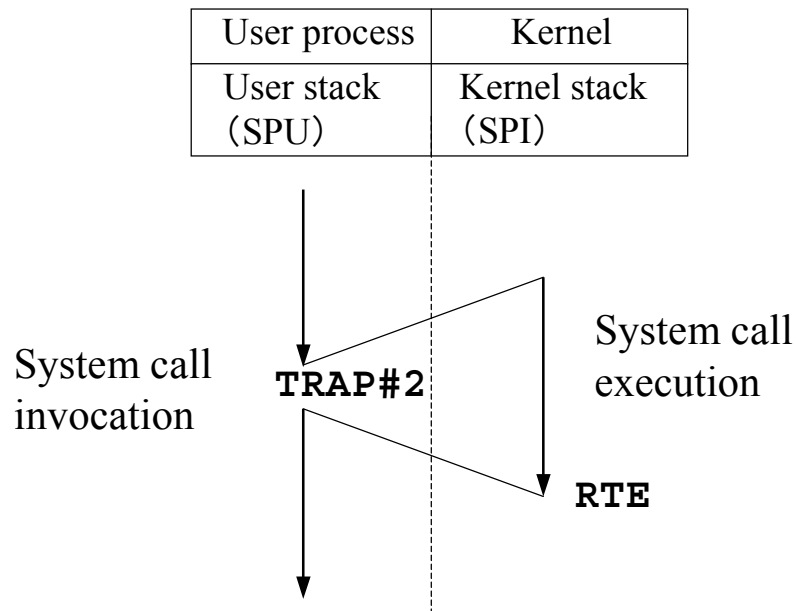 User process
Kernel
User stack
（SPU）
Kernel stack
（SPI）
System call
invocation
TRAP#2
System call
execution
RTE